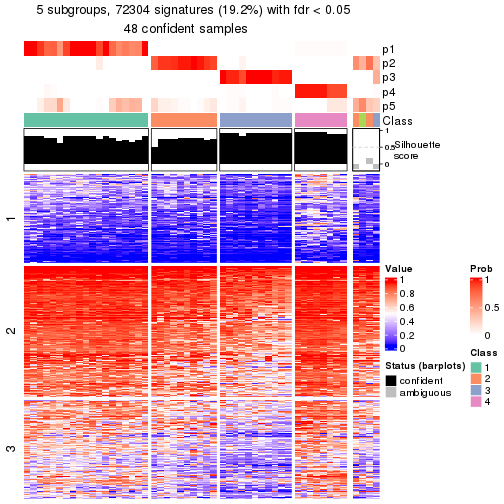 5 subgroups, 72304 signatures (19.2%) with fdr < 0.05
48 confident samples
p1
p2
p3
p4
p5
Class
1
0.5
0
Silhouette
score
1
2
3
Value
1
0.8
0.6
0.4
0.2
0
Status (barplots)
confident
ambiguous
Prob
1
0.5
0
Class
1
2
3
4